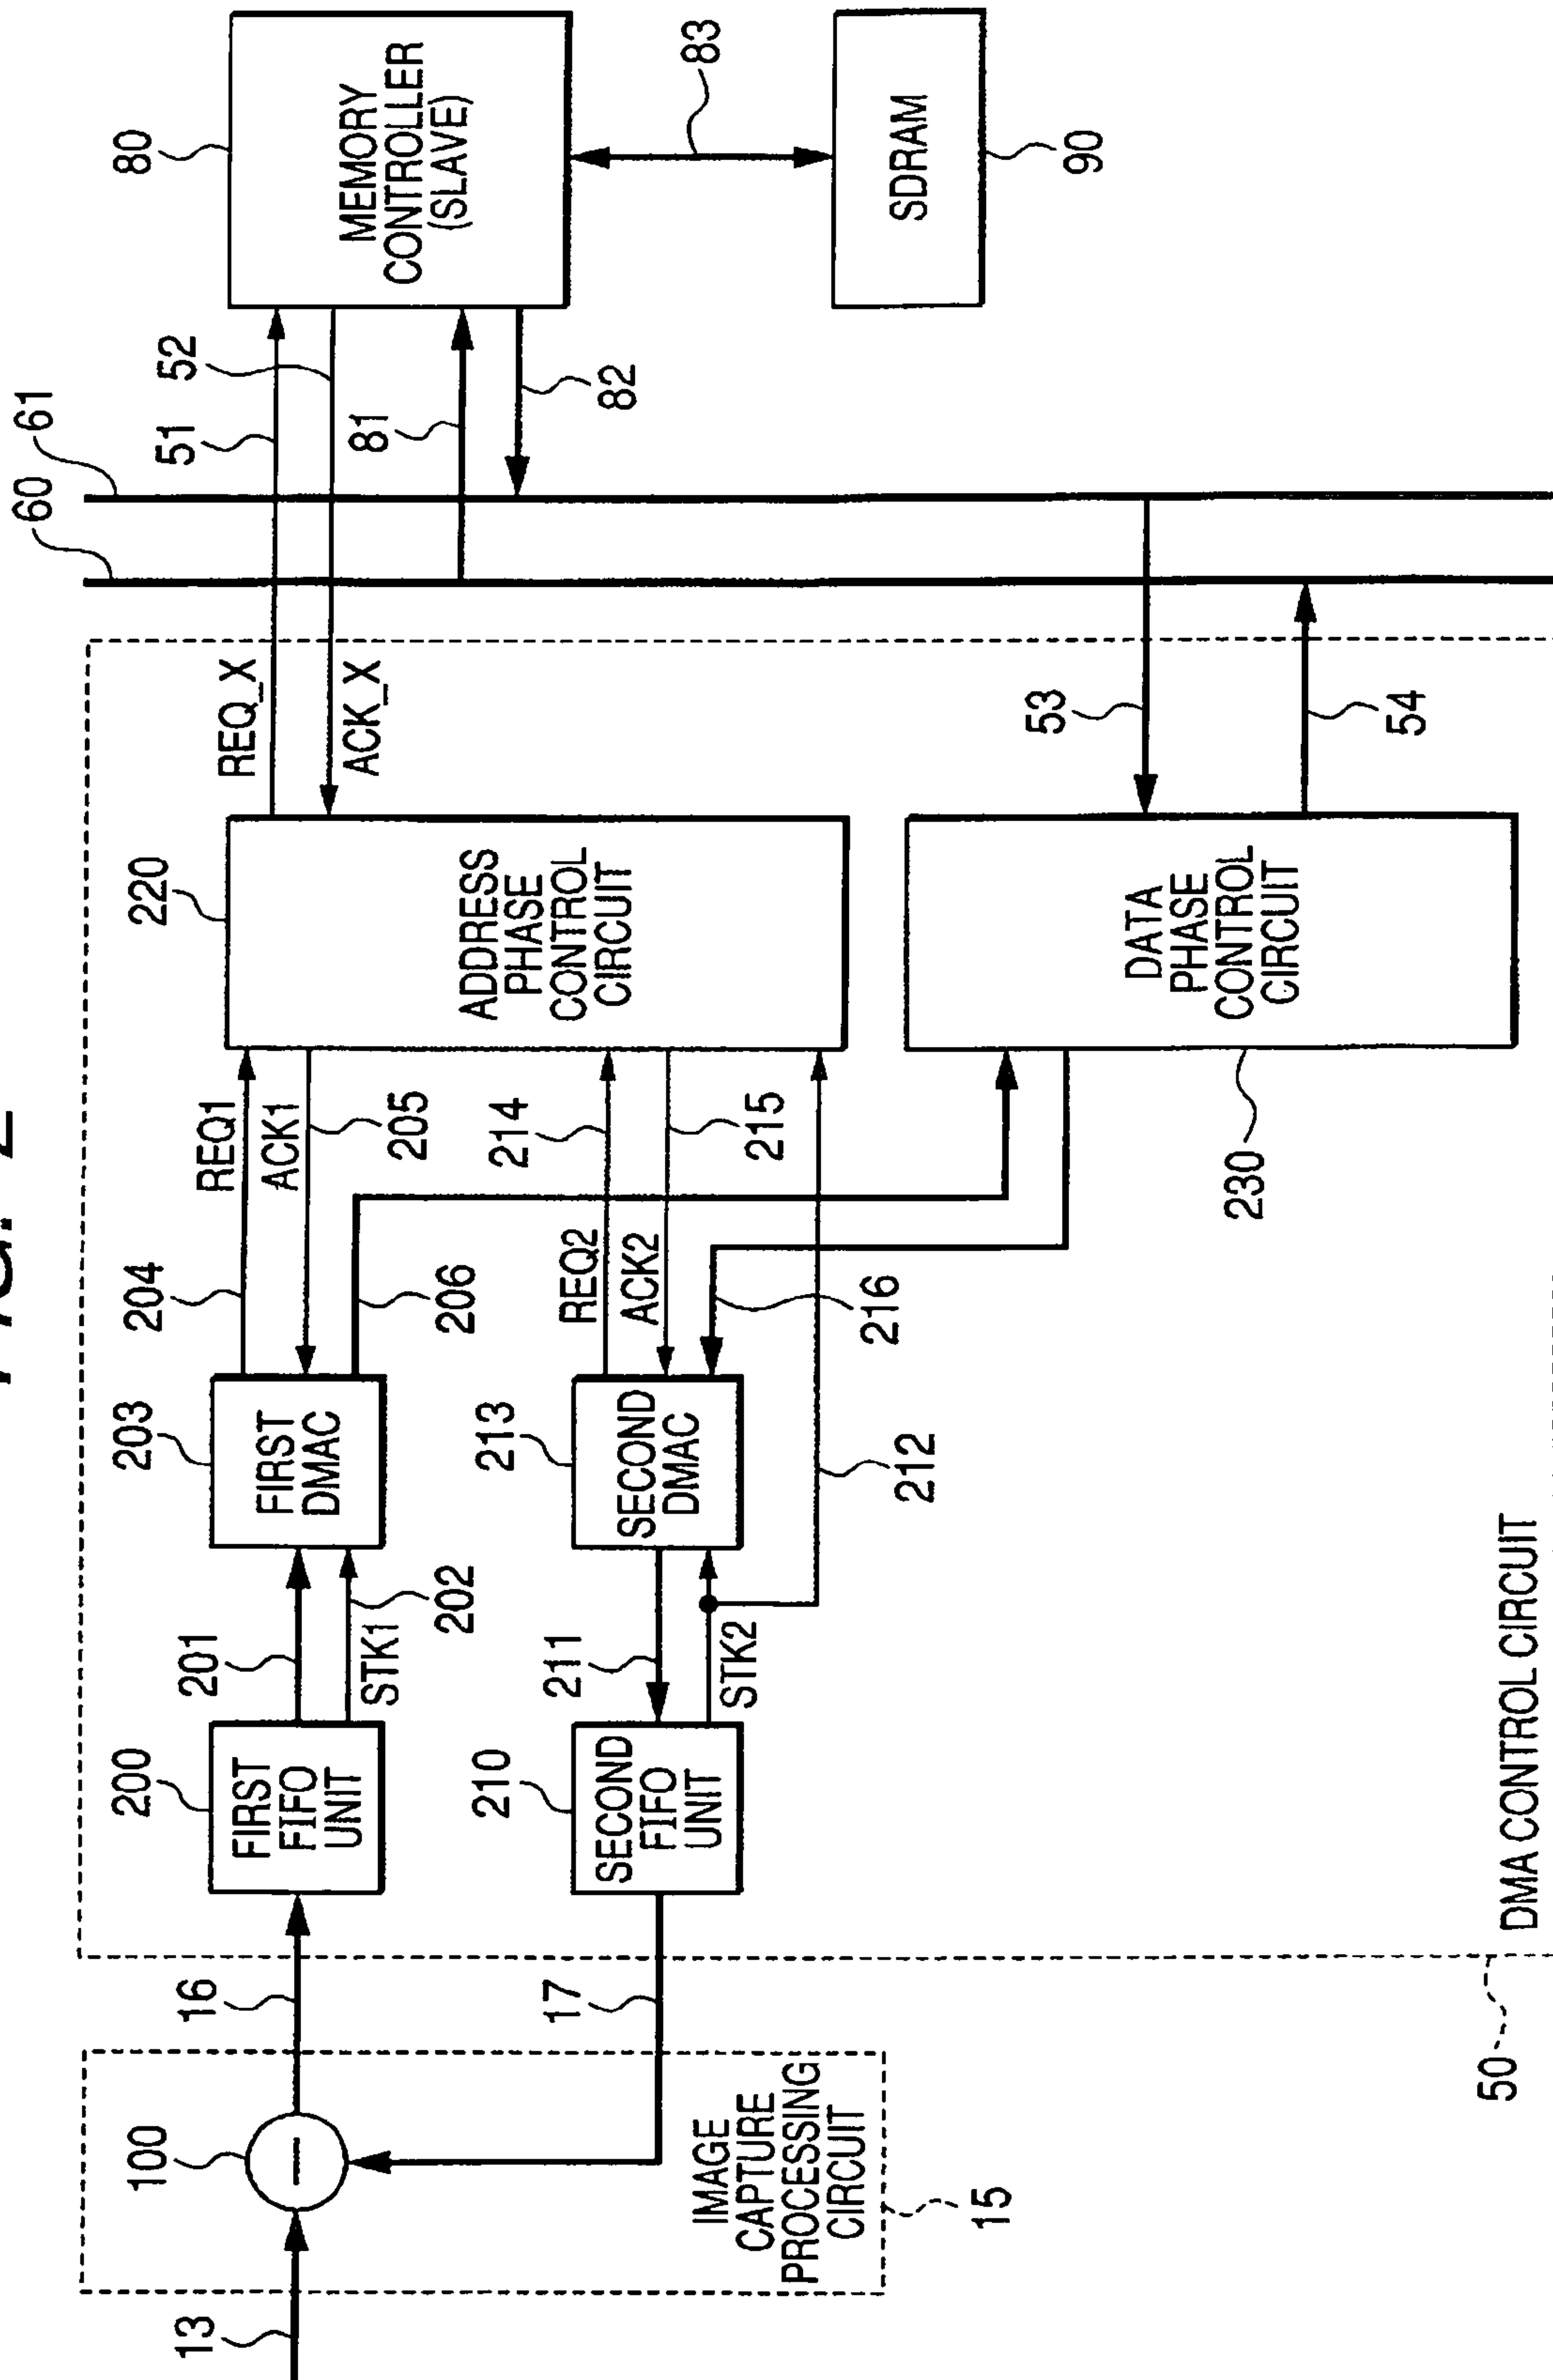 60
61
80
MEMORY
CONTROLLER
(SLAVE)
51
52
81
82
83
SDRAM
90
REQ_X
ACK_X
220
ADDRESS
PHASE
CONTROL
CIRCUIT
53
54
DATA
PHASE
CONTROL
CIRCUIT
230
REQ1
ACK1
204
205
206
214
215
REQ2
ACK2
216
203
FIRST
DMAC
213
SECOND
DMAC
212
201
STK1
202
211
STK2
200
FIRST
FIFO
UNIT
210
SECOND
FIFO
UNIT
DMA CONTROL CIRCUIT
50
16
17
100
IMAGE
CAPTURE
PROCESSING
CIRCUIT
15
13